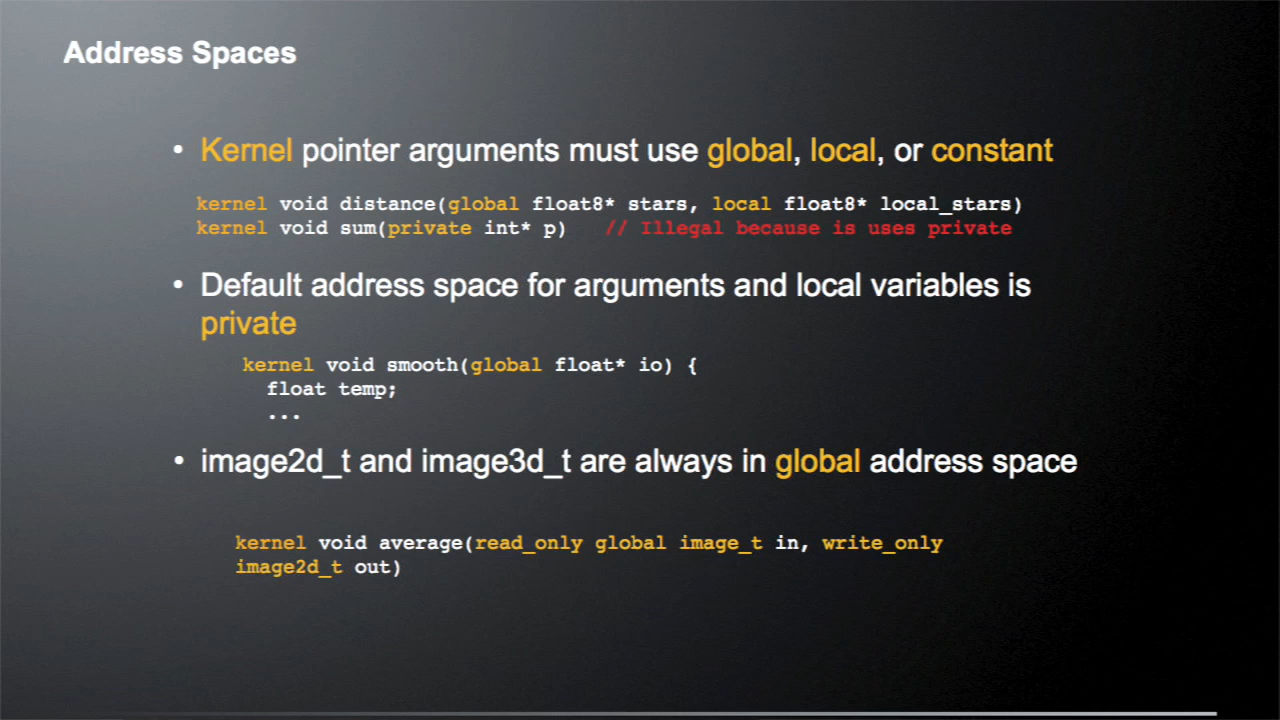 Address Spaces
• Kernel pointer arguments must use global, local, or constant
kernel void distance(global float8* stars, local float8* local_stars)
kernel void sum(private int* p) // Illegal because is uses private
• Default address space for arguments and local variables is
private
kernel void smooth(global float* io) {
float temp;
...
• image2d_t and image3d_t are always in global address space
kernel void average(read_only global image_t in, write_only
image2d_t out)